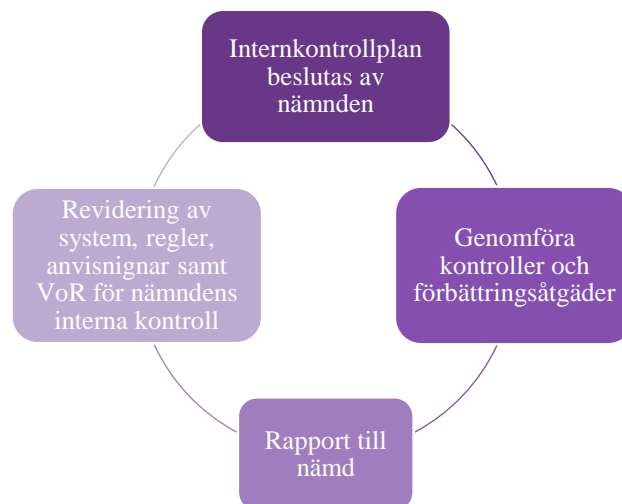 Internkontrollplan
beslutas av
nämnden
Genomföra
kontroller och
förbättringsåtgäder
Rapport till
nämd
Revidering av
system, regler,
anvisnignar samt
VoR för nämndens
interna kontroll